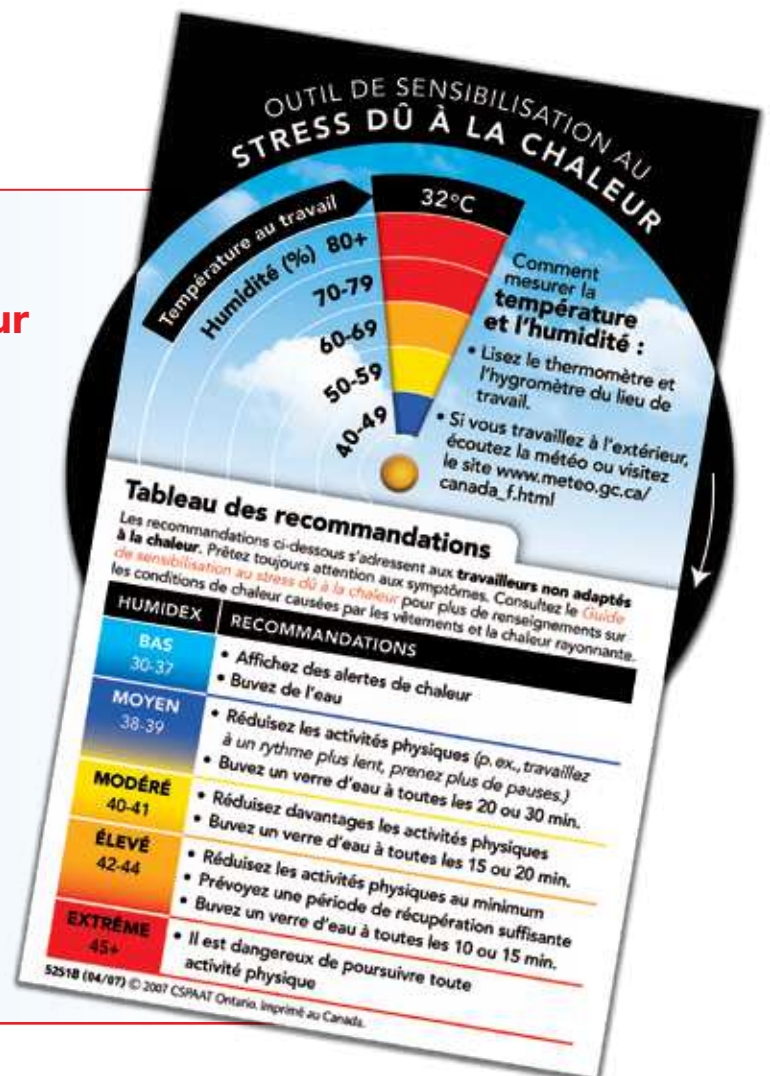 ur
OUTIL DE SENSIBILISATION AU
STRESS DÛ À LA CHALEUR
Température au travail
32°C
Humidité (%) 80+
70-79
60-69
50-59
40-49
Comment
mesurer la
température
et l'humidité :
• Lisez le thermomètre et
l'hygromètre du lieu de
travail.
• Si vous travaillez à l'extérieur,
écoutez la météo ou visitez
le site www.meteo.gc.ca/
canada_f.html
Tableau des recommandations
Les recommandations ci-dessous s'adressent aux travailleurs non adaptés
à la chaleur. Prêtez toujours attention aux symptômes. Consultez le Guide
de sensibilisation au stress dû à la chaleur pour plus de renseignements sur
les conditions de chaleur causées par les vêtements et la chaleur rayonnante.
HUMIDEX RECOMMANDATIONS
BAS
30-37
• Affichez des alertes de chaleur
• Buvez de l'eau
MOYEN
38-39
• Réduisez les activités physiques (p. ex., travaillez
à un rythme plus lent, prenez plus de pauses.)
• Buvez un verre d'eau à toutes les 20 ou 30 min.
MODÉRÉ
40-41
• Réduisez davantages les activités physiques
• Buvez un verre d'eau à toutes les 15 ou 20 min.
ÉLEVÉ
42-44
• Réduisez les activités physiques au minimum
• Prévoyez une période de récupération suffisante
• Buvez un verre d'eau à toutes les 10 ou 15 min.
EXTRÊME
45+
• Il est dangereux de poursuivre toute
activité physique
5251B (04/07) © 2007 CSPAAT Ontario. Imprimé au Canada.